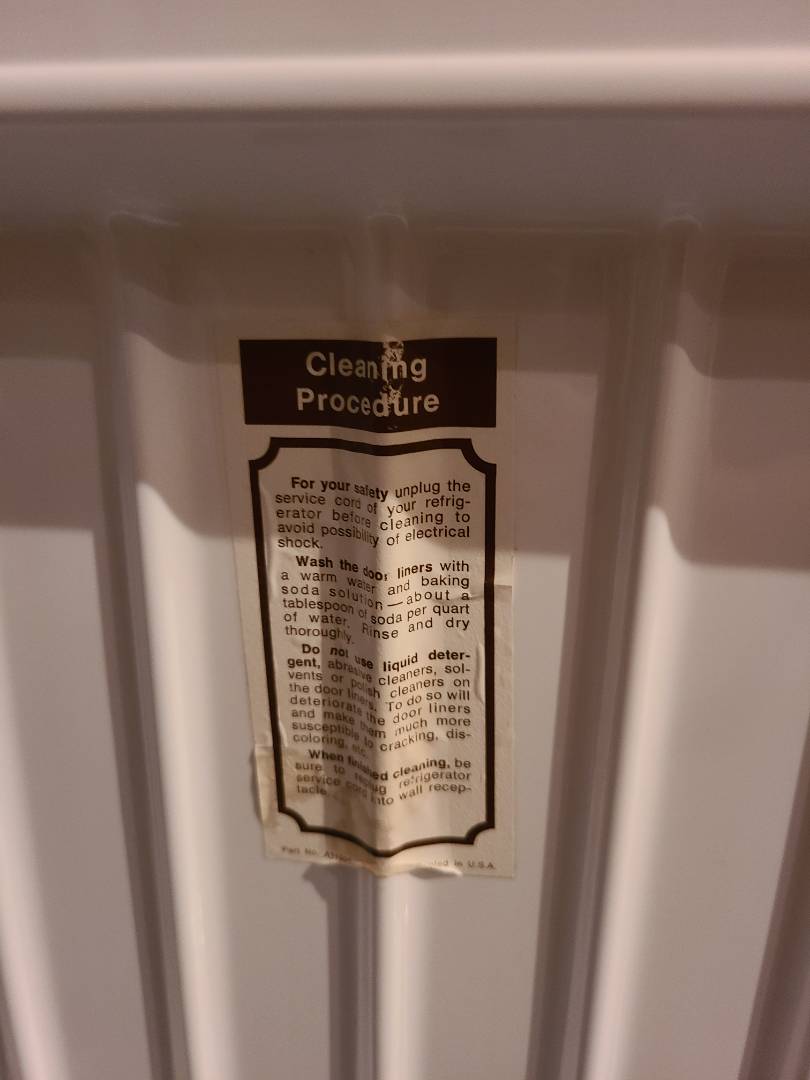 Cleaning
Procedure
For your safety unplug the
service cord of your refrig-
erator before cleaning to
avoid possibility of electrical
shock.
Wash the door liners with
a warm water and baking
soda solution — about a
tablespoon of soda per quart
of water. Rinse and dry
thoroughly.
Do not use liquid deter-
gent, abrasive cleaners, sol-
vents or polish cleaners on
the door liners. To do so will
deteriorate the door liners
and make them much more
susceptible to cracking, dis-
coloring, etc.
When finished cleaning, be
sure to replug refrigerator
service cord into wall recep-
tacle.
Part No. in U.S.A.